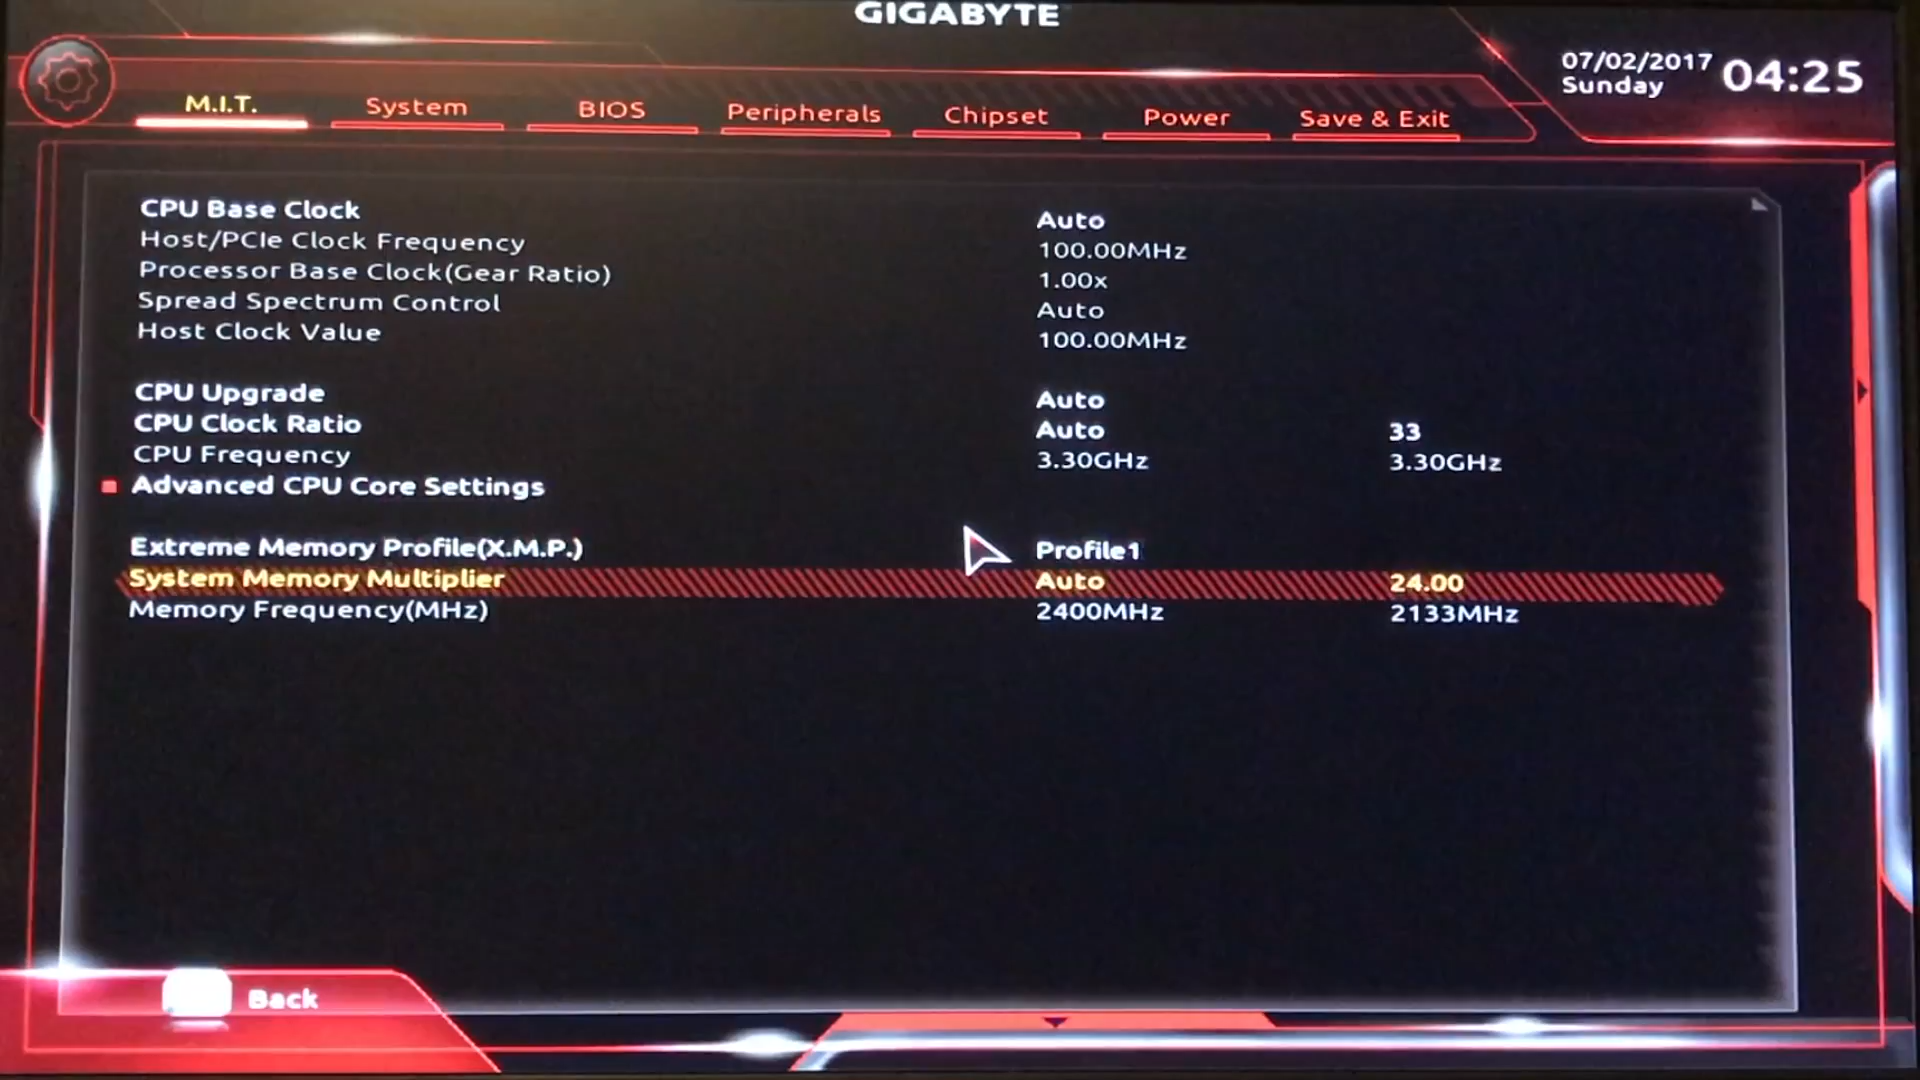 GIGABYTE
07/02/2017
Sunday
04:25
M.I.T.
System
BIOS
Peripherals
Chipset
Power
Save & Exit
CPU Base Clock Auto
Host/PCIe Clock Frequency 100.00MHz
Processor Base Clock(Gear Ratio) 1.00x
Spread Spectrum Control Auto
Host Clock Value 100.00MHz
CPU Upgrade Auto
CPU Clock Ratio Auto 33
CPU Frequency 3.30GHz 3.30GHz
Advanced CPU Core Settings
Extreme Memory Profile(X.M.P.) Profile1
System Memory Multiplier Auto 24.00
Memory Frequency(MHz) 2400MHz 2133MHz
Back